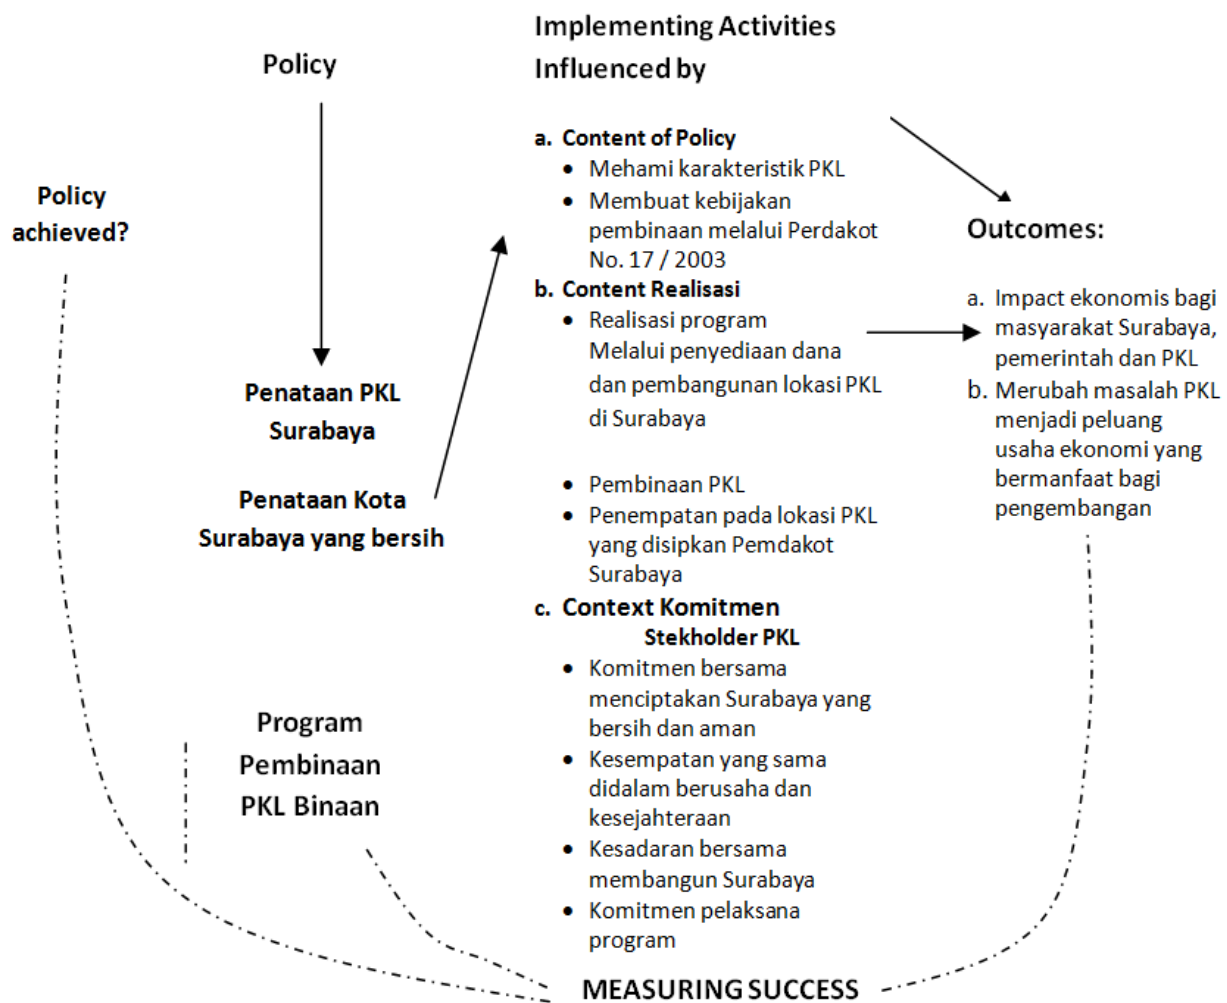 Policy
achieved?
Policy
Penataan PKL
Surabaya
Penataan Kota
Surabaya yang bersih
Program
Pembinaan
PKL Binaan
Implementing Activities
Influenced by
a. Content of Policy
• Mehami karakteristik PKL
• Membuat kebijakan
pembinaan melalui Perdakot
No. 17 / 2003
b. Content Realisasi
• Realisasi program
Melalui penyediaan dana
dan pembangunan lokasi PKL
di Surabaya
• Pembinaan PKL
• Penempatan pada lokasi PKL
yang disipkan Pemdakot
Surabaya
c. Context Komitmen
Stekholder PKL
• Komitmen bersama
menciptakan Surabaya yang
bersih dan aman
• Kesempatan yang sama
didalam berusaha dan
kesejahteraan
• Kesadaran bersama
membangun Surabaya
• Komitmen pelaksana
program
Outcomes:
a. Impact ekonomis bagi
masyarakat Surabaya,
pemerintah dan PKL
b. Merubah masalah PKL
menjadi peluang
usaha ekonomi yang
bermanfaat bagi
pengembangan
MEASURING SUCCESS